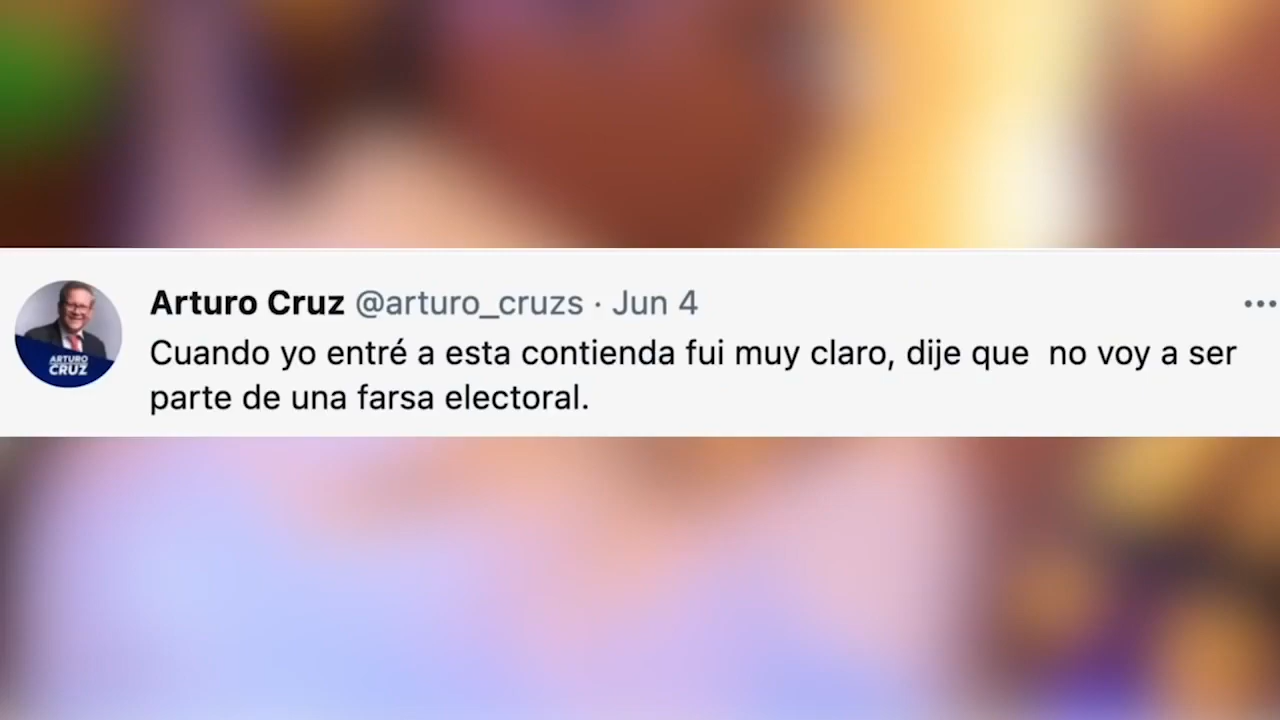 Arturo Cruz @arturo_cruzs · Jun 4
Cuando yo entré a esta contienda fui muy claro, dije que  no voy a ser
parte de una farsa electoral.
ARTURO
CRUZ